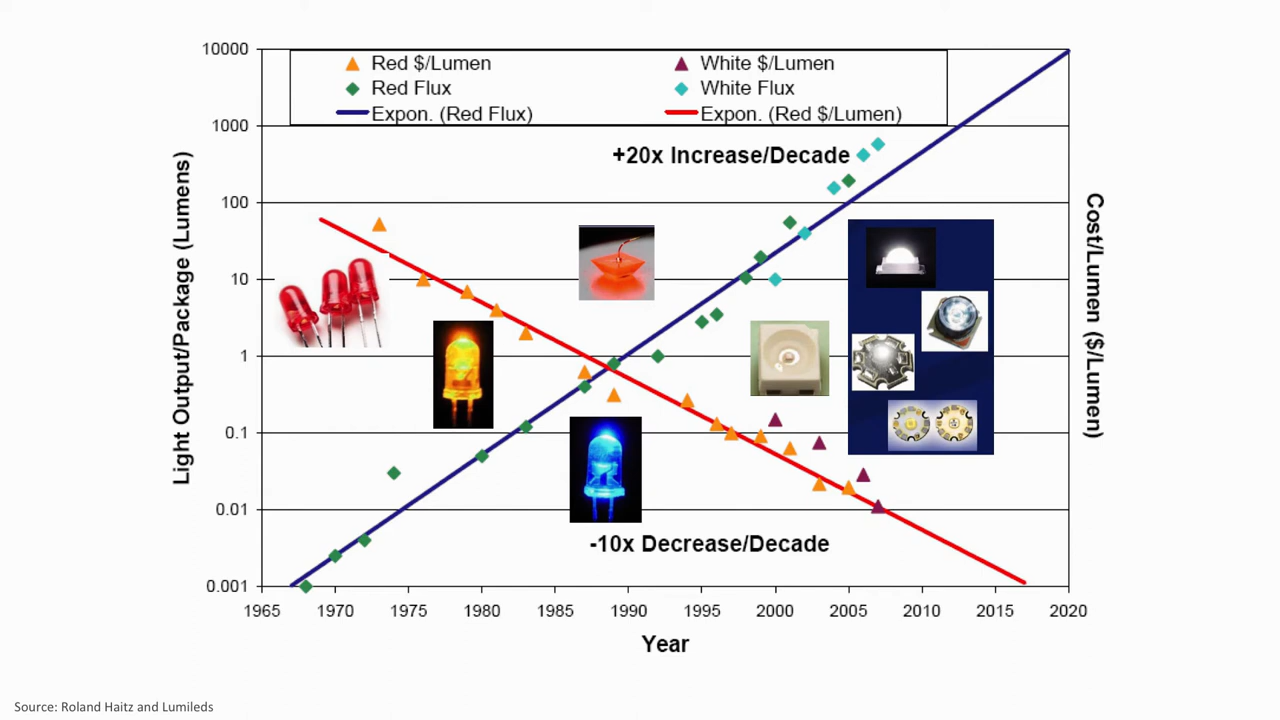 10000
1000
100
10
1
0.1
0.01
0.001
Light Output/Package (Lumens)
Red $/Lumen
White $/Lumen
Red Flux
White Flux
Expon. (Red Flux)
Expon. (Red $/Lumen)
+20x Increase/Decade
-10x Decrease/Decade
Cost/Lumen ($/Lumen)
1965 1970 1975 1980 1985 1990 1995 2000 2005 2010 2015 2020
Year
Source: Roland Haitz and Lumileds